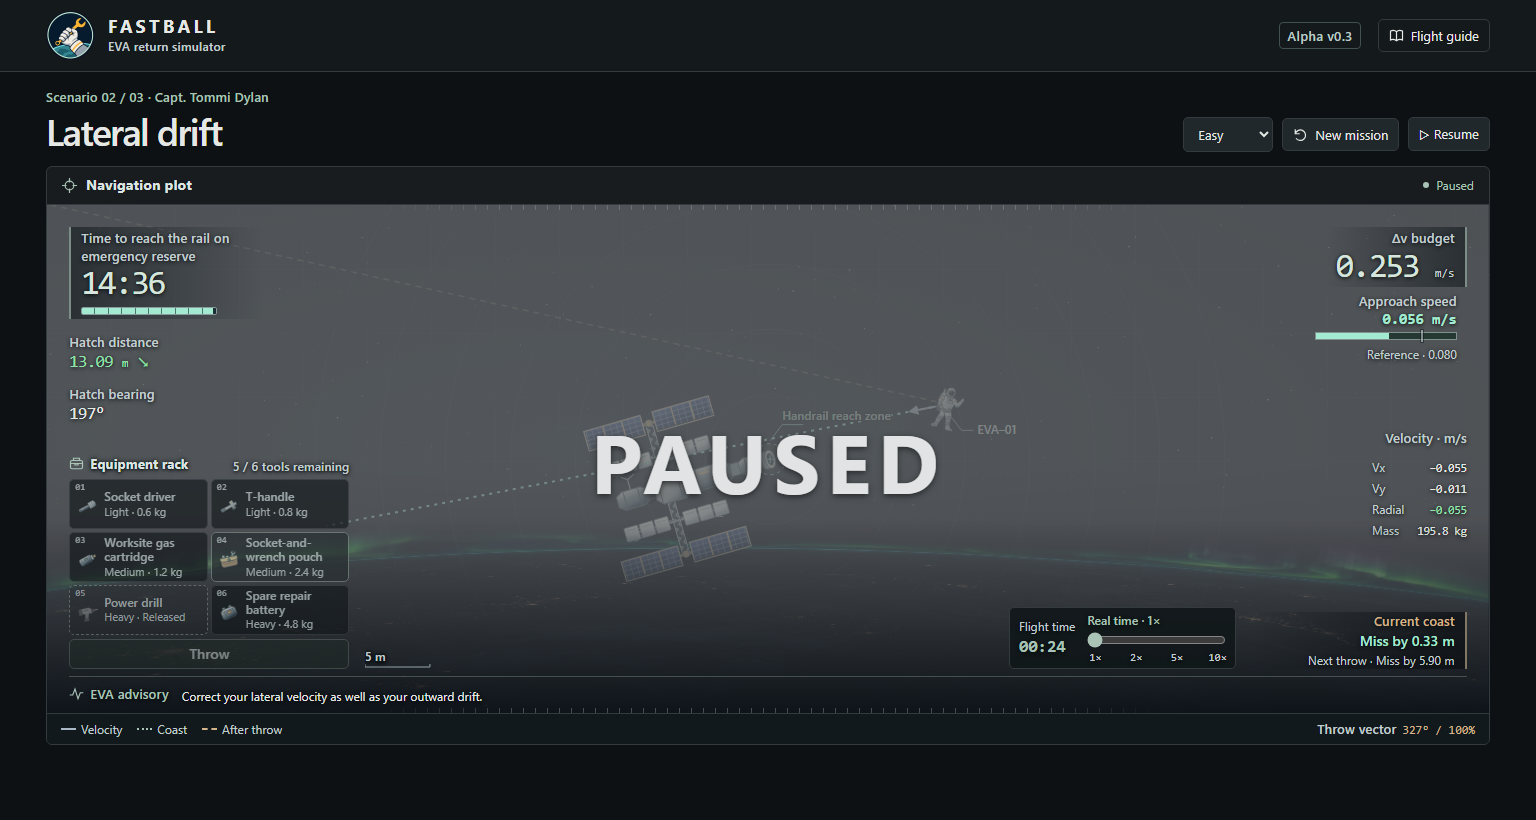 FASTBALL
EVA return simulator
Alpha v0.3
Flight guide
Scenario 02 / 03 · Capt. Tommi Dylan
Lateral drift
Easy
New mission
Resume
Navigation plot
Paused
Time to reach the rail on
emergency reserve
14:36
Hatch distance
13.09 m ↘
Hatch bearing
197°
Δv budget
0.253 m/s
Approach speed
0.056 m/s
Reference · 0.080
Handrail reach zone
EVA-01
PAUSED
Velocity · m/s
Vx -0.055
Vy -0.011
Radial -0.055
Mass 195.8 kg
Equipment rack
5 / 6 tools remaining
01
Socket driver
Light · 0.6 kg
02
T-handle
Light · 0.8 kg
03
Worksite gas
cartridge
Medium · 1.2 kg
04
Socket-and-
wrench pouch
Medium · 2.4 kg
05
Power drill
Heavy · Released
06
Spare repair
battery
Heavy · 4.8 kg
Throw
5 m
Flight time
00:24
Real time · 1×
1× 2× 5× 10×
Current coast
Miss by 0.33 m
Next throw · Miss by 5.90 m
EVA advisory
Correct your lateral velocity as well as your outward drift.
Velocity
Coast
After throw
Throw vector 327° / 100%